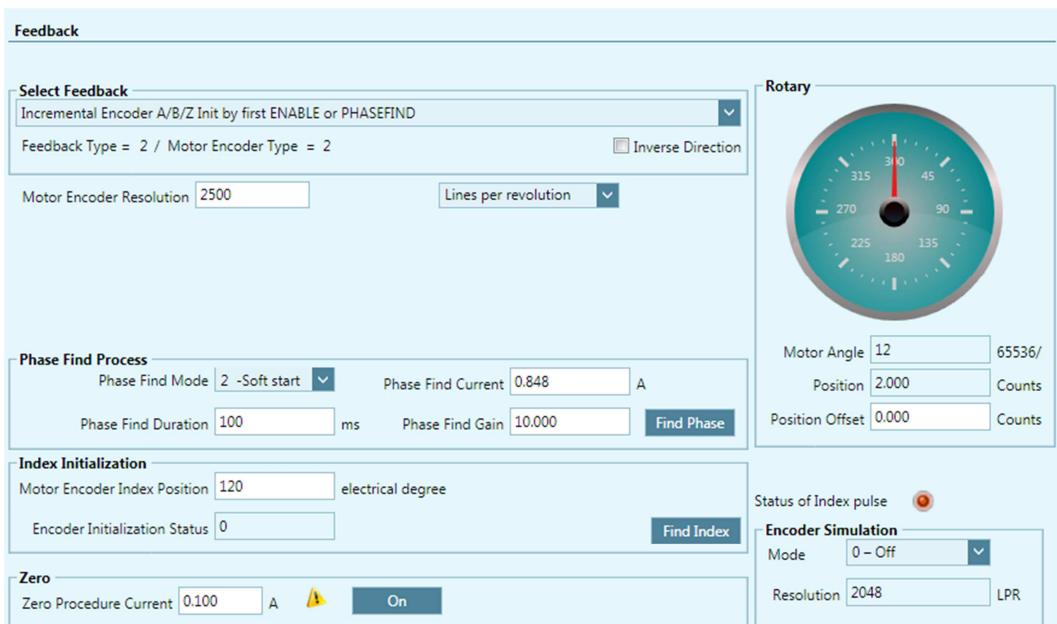 Feedback
Select Feedback
Incremental Encoder A/B/Z Init by first ENABLE or PHASEFIND
Feedback Type = 2 / Motor Encoder Type = 2
Inverse Direction
Motor Encoder Resolution 2500
Lines per revolution
Phase Find Process
Phase Find Mode 2 -Soft start
Phase Find Current 0.848 A
Phase Find Duration 100 ms
Phase Find Gain 10.000
Find Phase
Index Initialization
Motor Encoder Index Position 120 electrical degree
Encoder Initialization Status 0
Find Index
Zero
Zero Procedure Current 0.100 A
On
Rotary
360
315 45
270 90
225 135
180
Motor Angle 12 65536/
Position 2.000 Counts
Position Offset 0.000 Counts
Status of Index pulse
Encoder Simulation
Mode 0 – Off
Resolution 2048 LPR